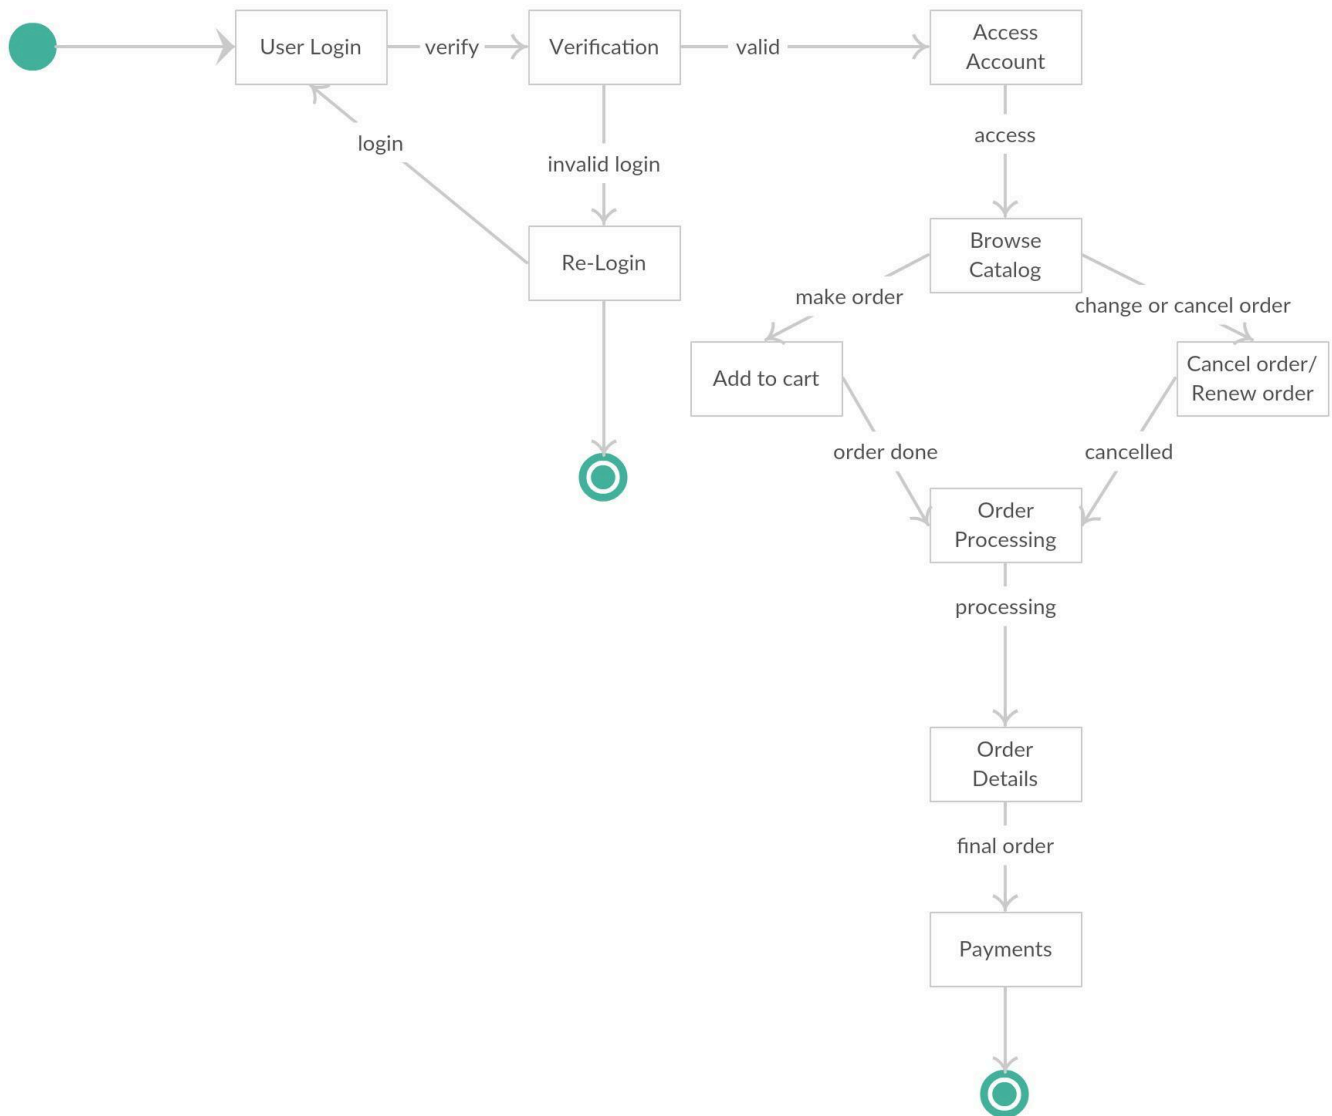 User Login
verify
Verification
valid
Access
Account
login
invalid login
access
Re-Login
Browse
Catalog
make order
change or cancel order
Add to cart
Cancel order/
Renew order
order done
cancelled
Order
Processing
processing
Order
Details
final order
Payments